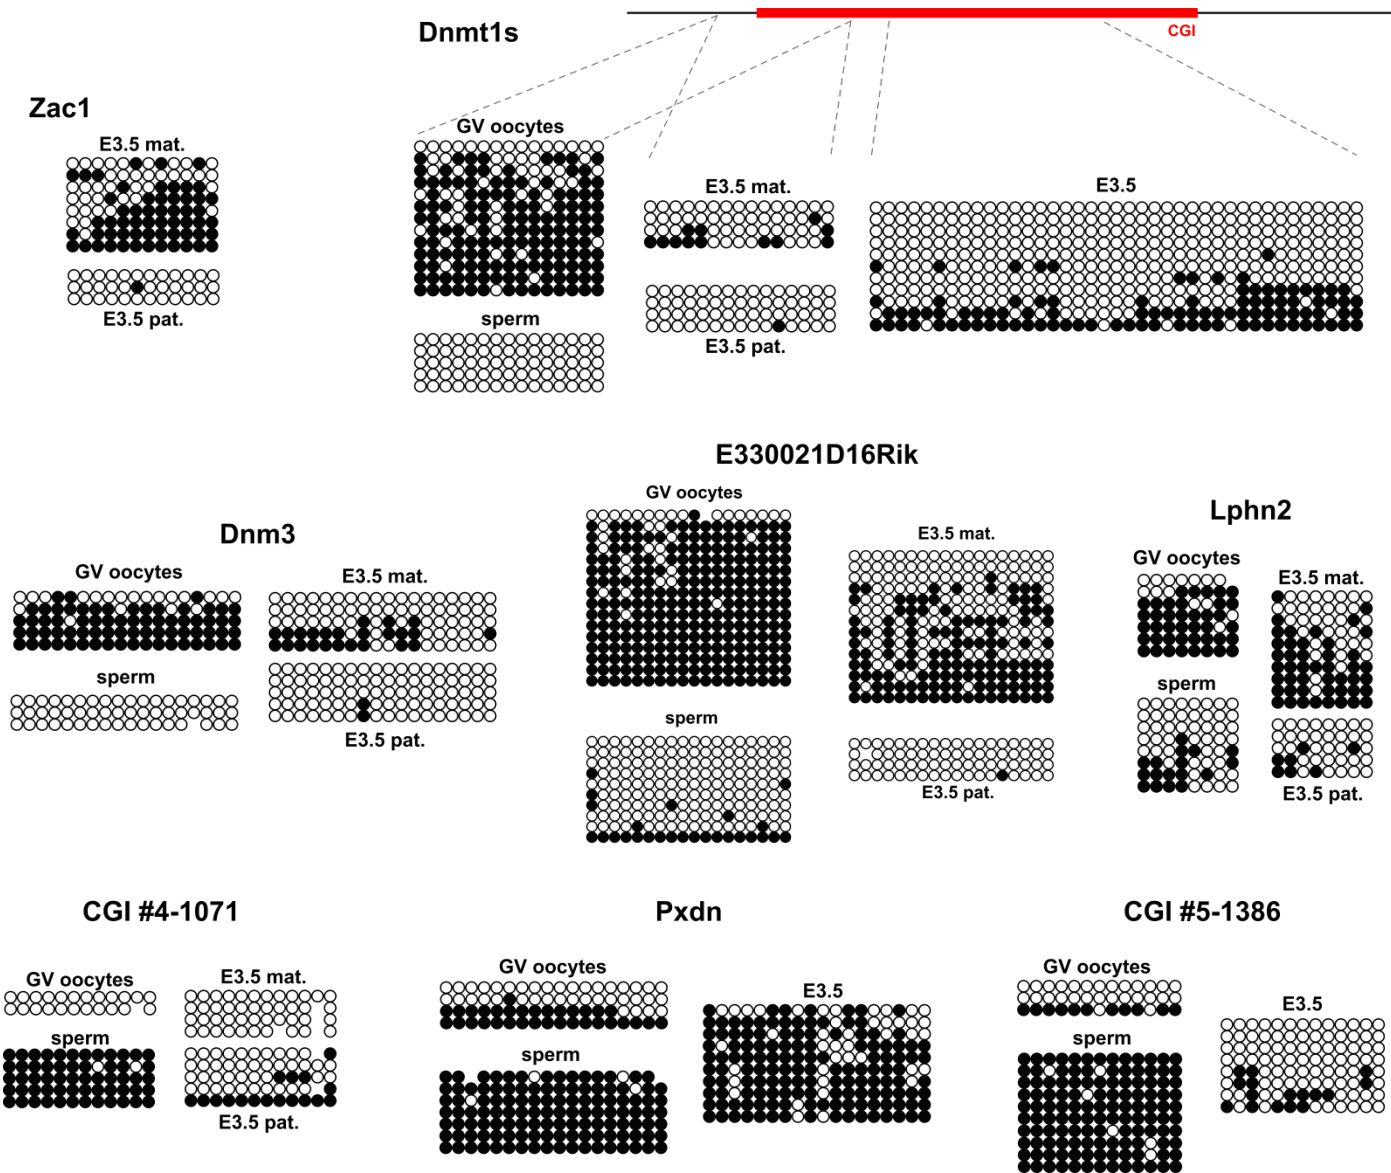 Dnmt1s
CGI
Zac1
E3.5 mat.
E3.5 pat.
GV oocytes
sperm
E3.5 mat.
E3.5 pat.
E3.5
Dnm3
GV oocytes
sperm
E3.5 mat.
E3.5 pat.
E330021D16Rik
GV oocytes
sperm
E3.5 mat.
E3.5 pat.
Lphn2
GV oocytes
sperm
E3.5 mat.
E3.5 pat.
CGI #4-1071
GV oocytes
sperm
E3.5 mat.
E3.5 pat.
Pxdn
GV oocytes
sperm
E3.5
CGI #5-1386
GV oocytes
sperm
E3.5